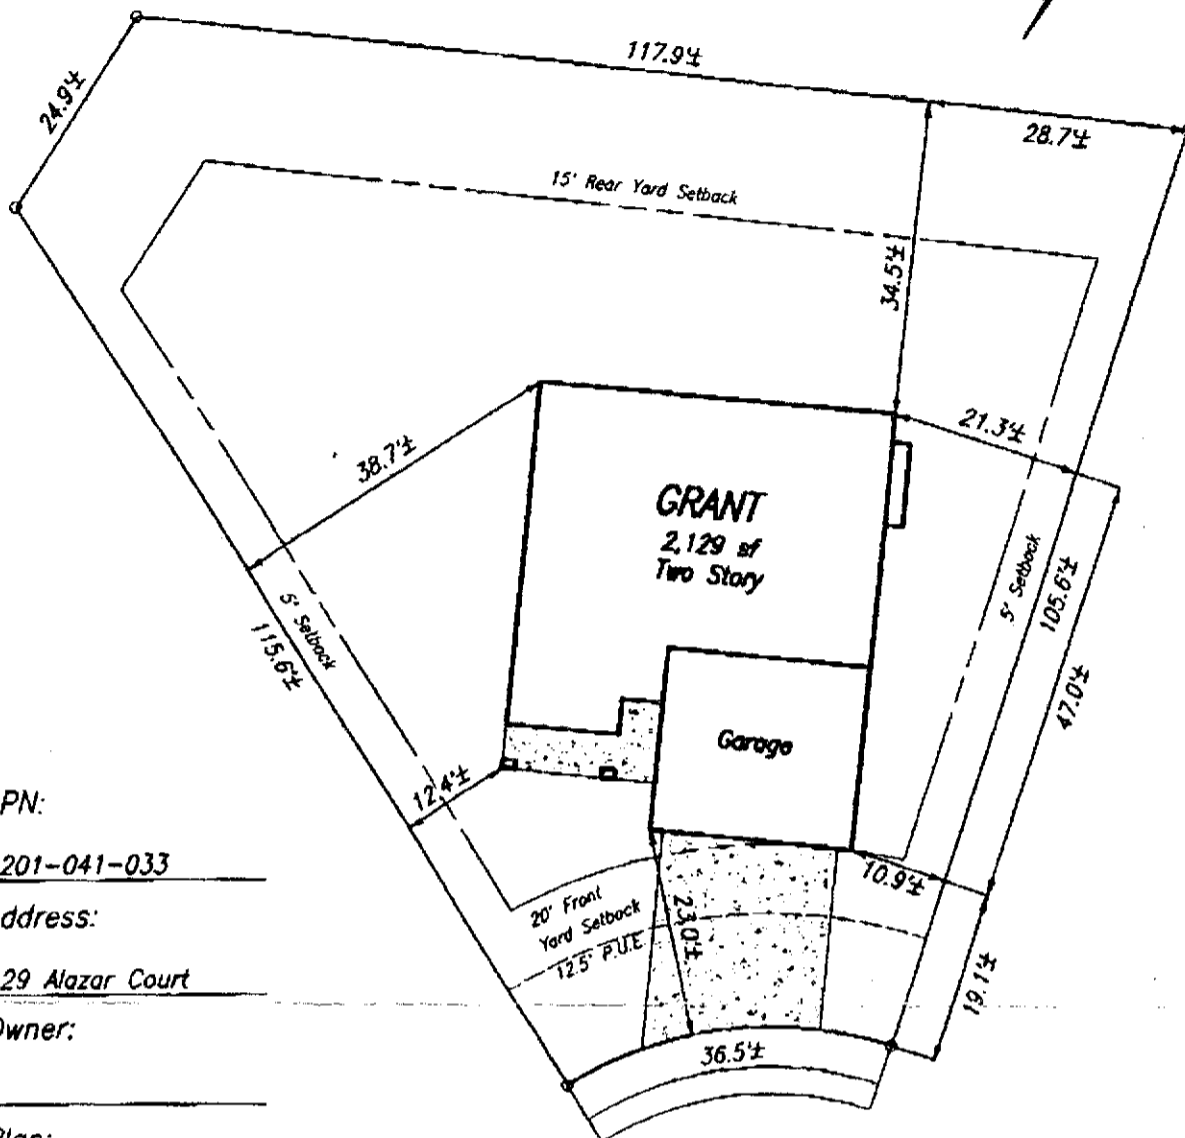 117.9'±
24.9'±
28.7'±
15' Rear Yard Setback
34.5'±
21.3'±
38.7'±
GRANT
2,129 sf
Two Story
5' Setback
105.6'±
5' Setback
115.6'±
47.0'±
Garage
12.4'±
PN:
201-041-033
10.9'±
20' Front
Yard Setback
23.0'±
12.5' P.U.E.
ddress:
29 Alazar Court
19.1'±
Owner:
36.5'±
Plan: